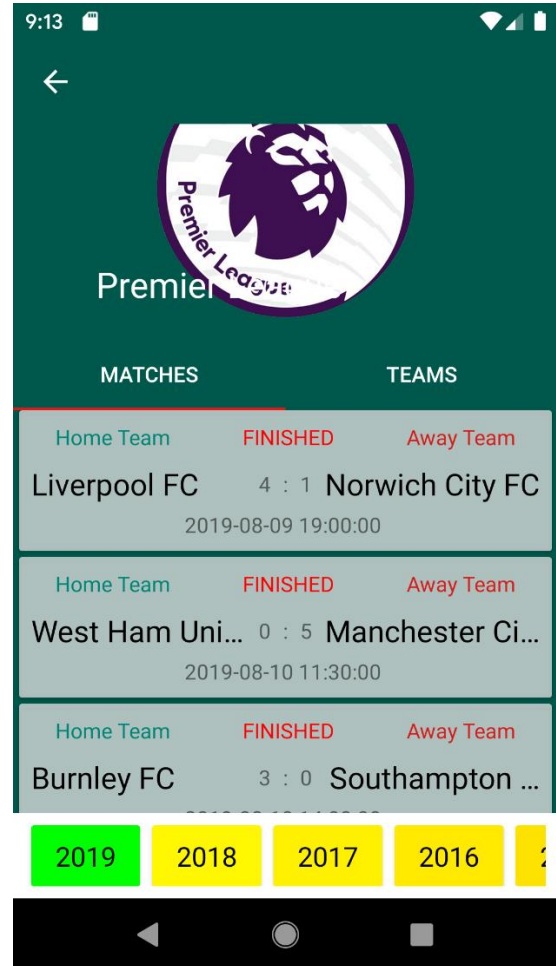 9:13
Premier League
Premier
MATCHES TEAMS
Home Team FINISHED Away Team
Liverpool FC 4 : 1 Norwich City FC
2019-08-09 19:00:00
Home Team FINISHED Away Team
West Ham Uni... 0 : 5 Manchester Ci...
2019-08-10 11:30:00
Home Team FINISHED Away Team
Burnley FC 3 : 0 Southampton ...
2019 2018 2017 2016